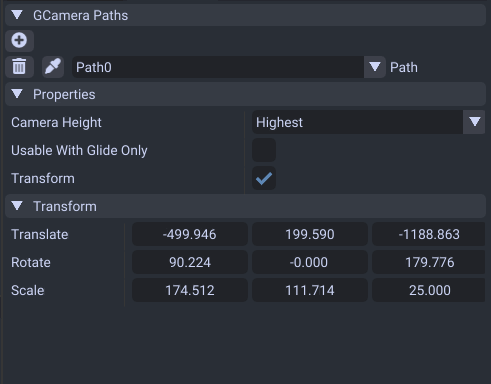 GCamera Paths
Path0 Path
Properties
Camera Height Highest
Usable With Glide Only
Transform
Transform
Translate -499.946 199.590 -1188.863
Rotate 90.224 -0.000 179.776
Scale 174.512 111.714 25.000